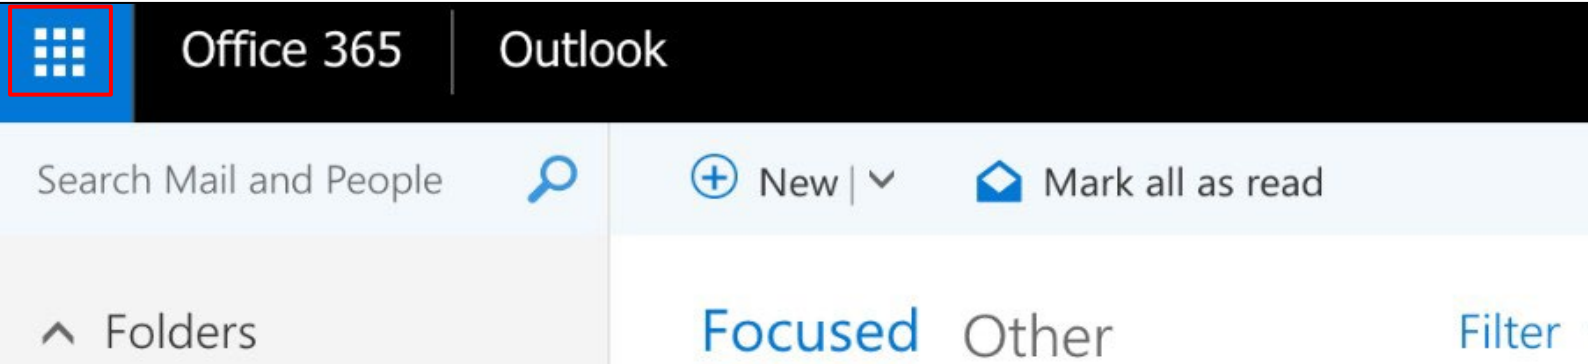 Office 365 | Outlook
Search Mail and People
New | Mark all as read
Folders
Focused Other Filter